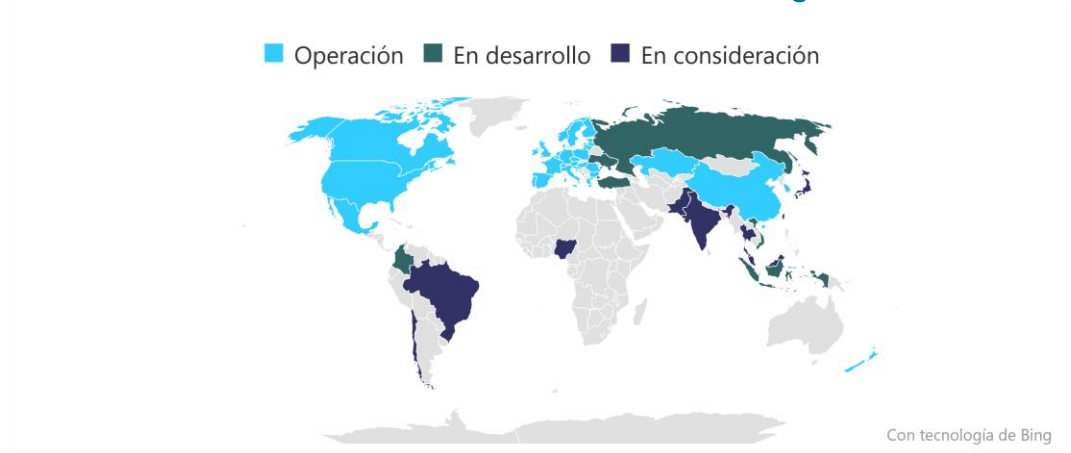 Operación En desarrollo En consideración
Con tecnología de Bing